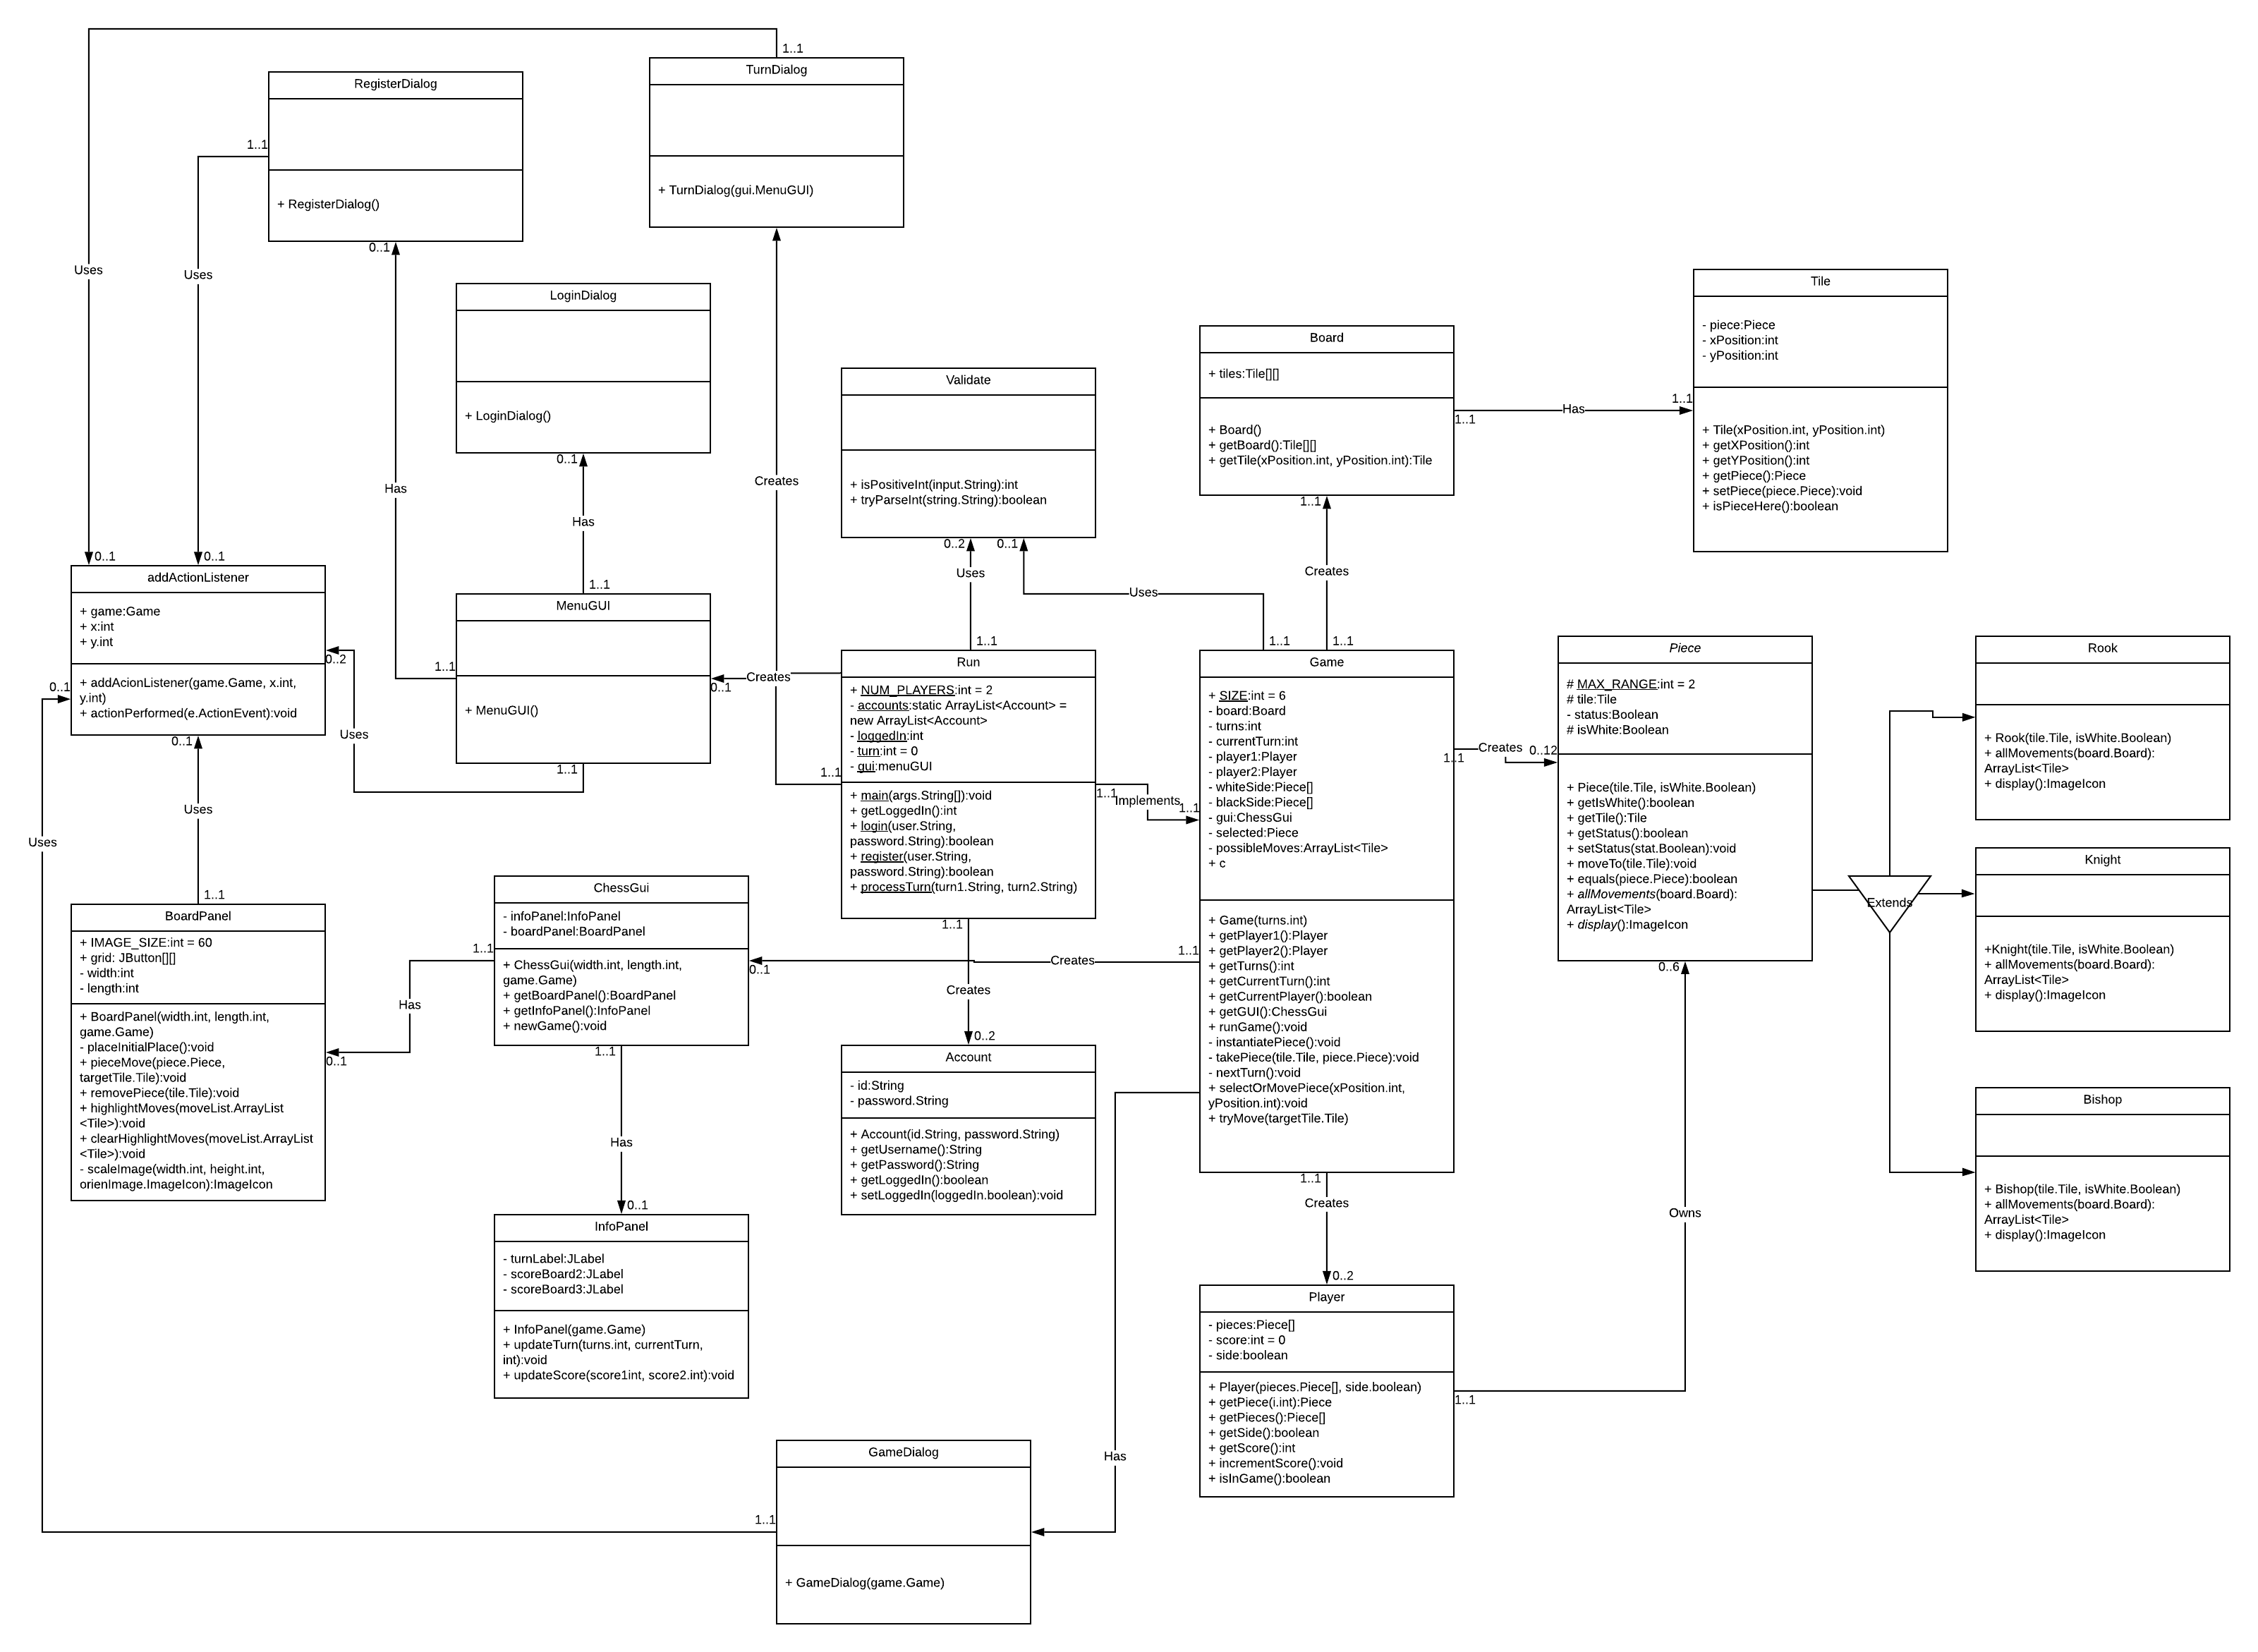 1..1
TurnDialog
+ TurnDialog(gui.MenuGUI)
RegisterDialog
+ RegisterDialog()
1..1
0..1
Uses
Uses
LoginDialog
+ LoginDialog()
0..1
Has
Has
Creates
Tile
- piece:Piece
- xPosition:int
- yPosition:int
+ Tile(xPosition.int, yPosition.int)
+ getXPosition():int
+ getYPosition():int
+ getPiece():Piece
+ setPiece(piece.Piece):void
+ isPieceHere():boolean
Board
+ tiles:Tile[][]
+ Board()
+ getBoard():Tile[][]
+ getTile(xPosition.int, yPosition.int):Tile
1..1
Has
1..1
Validate
+ isPositiveInt(input.String):int
+ tryParseInt(string.String):boolean
0..2
0..1
Uses
Uses
1..1
Creates
0..1
0..1
addActionListener
+ game:Game
+ x:int
+ y.int
+ addAcionListener(game.Game, x.int,
y.int)
+ actionPerformed(e.ActionEvent):void
0..2
0..1
0..1
Uses
Uses
Uses
1..1
MenuGUI
+ MenuGUI()
1..1
1..1
0..1
Creates
1..1
Run
+ NUM_PLAYERS:int = 2
- accounts:static ArrayList<Account> =
new ArrayList<Account>
- loggedIn:int
- turn:int = 0
- gui:menuGUI
+ main(args.String[]):void
+ getLoggedIn():int
+ login(user.String,
password.String):boolean
+ register(user.String,
password.String):boolean
+ processTurn(turn1.String, turn2.String)
1..1
1..1
Implements
1..1
1..1
1..1
1..1
Game
+ SIZE:int = 6
- board:Board
- turns:int
- currentTurn:int
- player1:Player
- player2:Player
- whiteSide:Piece[]
- blackSide:Piece[]
- gui:ChessGui
- selected:Piece
- possibleMoves:ArrayList<Tile>
+ c
+ Game(turns.int)
+ getPlayer1():Player
+ getPlayer2():Player
+ getTurns():int
+ getCurrentTurn():int
+ getCurrentPlayer():boolean
+ getGUI():ChessGui
+ runGame():void
- instantiatePiece():void
- takePiece(tile.Tile, piece.Piece):void
- nextTurn():void
+ selectOrMovePiece(xPosition.int,
yPosition.int):void
+ tryMove(targetTile.Tile)
1..1
Creates
0..12
Piece
# MAX_RANGE:int = 2
# tile:Tile
- status:Boolean
# isWhite:Boolean
+ Piece(tile.Tile, isWhite.Boolean)
+ getIsWhite():boolean
+ getTile():Tile
+ getStatus():boolean
+ setStatus(stat.Boolean):void
+ moveTo(tile.Tile):void
+ equals(piece.Piece):boolean
+ allMovements(board.Board):
ArrayList<Tile>
+ display():ImageIcon
0..6
Extends
Rook
+ Rook(tile.Tile, isWhite.Boolean)
+ allMovements(board.Board):
ArrayList<Tile>
+ display():ImageIcon
Knight
+Knight(tile.Tile, isWhite.Boolean)
+ allMovements(board.Board):
ArrayList<Tile>
+ display():ImageIcon
Bishop
+ Bishop(tile.Tile, isWhite.Boolean)
+ allMovements(board.Board):
ArrayList<Tile>
+ display():ImageIcon
1..1
BoardPanel
+ IMAGE_SIZE:int = 60
+ grid: JButton[][]
- width:int
- length:int
+ BoardPanel(width.int, length.int,
game.Game)
- placeInitialPlace():void
+ pieceMove(piece.Piece,
targetTile.Tile):void
+ removePiece(tile.Tile):void
+ highlightMoves(moveList.ArrayList
<Tile>):void
+ clearHighlightMoves(moveList.ArrayList
<Tile>):void
- scaleImage(width.int, height.int,
orienImage.ImageIcon):ImageIcon
0..1
Has
1..1
ChessGui
- infoPanel:InfoPanel
- boardPanel:BoardPanel
+ ChessGui(width.int, length.int,
game.Game)
+ getBoardPanel():BoardPanel
+ getInfoPanel():InfoPanel
+ newGame():void
0..1
Creates
1..1
1..1
Has
0..1
InfoPanel
- turnLabel:JLabel
- scoreBoard2:JLabel
- scoreBoard3:JLabel
+ InfoPanel(game.Game)
+ updateTurn(turns.int, currentTurn,
int):void
+ updateScore(score1int, score2.int):void
Creates
0..2
Account
- id:String
- password.String
+ Account(id.String, password.String)
+ getUsername():String
+ getPassword():String
+ getLoggedIn():boolean
+ setLoggedIn(loggedIn.boolean):void
1..1
Creates
0..2
Player
- pieces:Piece[]
- score:int = 0
- side:boolean
+ Player(pieces.Piece[], side.boolean)
+ getPiece(i.int):Piece
+ getPieces():Piece[]
+ getSide():boolean
+ getScore():int
+ incrementScore():void
+ isInGame():boolean
1..1
Owns
Has
1..1
GameDialog
+ GameDialog(game.Game)